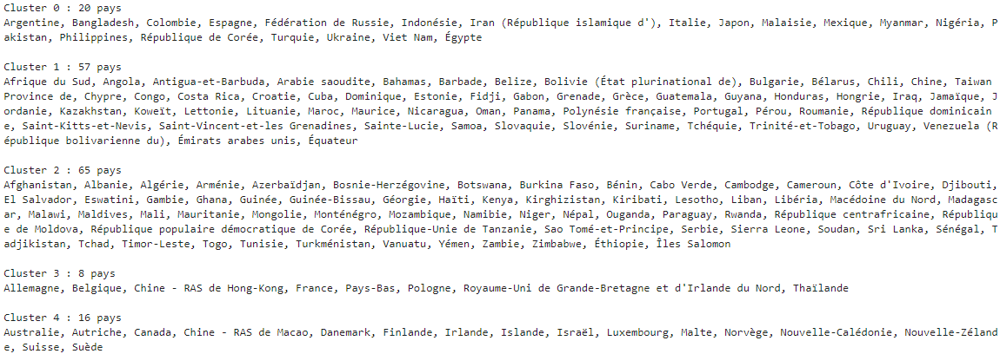 Cluster 0 : 20 pays
Argentine, Bangladesh, Colombie, Espagne, Fédération de Russie, Indonésie, Iran (République islamique d'), Italie, Japon, Malaisie, Mexique, Myanmar, Nigéria, P
akistan, Philippines, République de Corée, Turquie, Ukraine, Viet Nam, Égypte
Cluster 1 : 57 pays
Afrique du Sud, Angola, Antigua-et-Barbuda, Arabie saoudite, Bahamas, Barbade, Belize, Bolivie (État plurinational de), Bulgarie, Bélarus, Chili, Chine, Taiwan
Province de, Chypre, Congo, Costa Rica, Croatie, Cuba, Dominique, Estonie, Fidji, Gabon, Grenade, Grèce, Guatemala, Guyana, Honduras, Hongrie, Iraq, Jamaïque, J
ordanie, Kazakhstan, Koweït, Lettonie, Lituanie, Maroc, Maurice, Nicaragua, Oman, Panama, Polynésie française, Portugal, Pérou, Roumanie, République dominicain
e, Saint-Kitts-et-Nevis, Saint-Vincent-et-les Grenadines, Sainte-Lucie, Samoa, Slovaquie, Slovénie, Suriname, Tchéquie, Trinité-et-Tobago, Uruguay, Venezuela (R
épublique bolivarienne du), Émirats arabes unis, Équateur
Cluster 2 : 65 pays
Afghanistan, Albanie, Algérie, Arménie, Azerbaïdjan, Bosnie-Herzégovine, Botswana, Burkina Faso, Bénin, Cabo Verde, Cambodge, Cameroun, Côte d'Ivoire, Djibouti,
El Salvador, Eswatini, Gambie, Ghana, Guinée, Guinée-Bissau, Géorgie, Haïti, Kenya, Kirghizistan, Kiribati, Lesotho, Liban, Libéria, Macédoine du Nord, Madagasc
ar, Malawi, Maldives, Mali, Mauritanie, Mongolie, Monténégro, Mozambique, Namibie, Niger, Népal, Ouganda, Paraguay, Rwanda, République centrafricaine, Républiqu
e de Moldova, République populaire démocratique de Corée, République-Unie de Tanzanie, Sao Tomé-et-Principe, Serbie, Sierra Leone, Soudan, Sri Lanka, Sénégal, T
adjikistan, Tchad, Timor-Leste, Togo, Tunisie, Turkménistan, Vanuatu, Yémen, Zambie, Zimbabwe, Éthiopie, Îles Salomon
Cluster 3 : 8 pays
Allemagne, Belgique, Chine - RAS de Hong-Kong, France, Pays-Bas, Pologne, Royaume-Uni de Grande-Bretagne et d'Irlande du Nord, Thaïlande
Cluster 4 : 16 pays
Australie, Autriche, Canada, Chine - RAS de Macao, Danemark, Finlande, Irlande, Islande, Israël, Luxembourg, Malte, Norvège, Nouvelle-Calédonie, Nouvelle-Zéland
e, Suisse, Suède